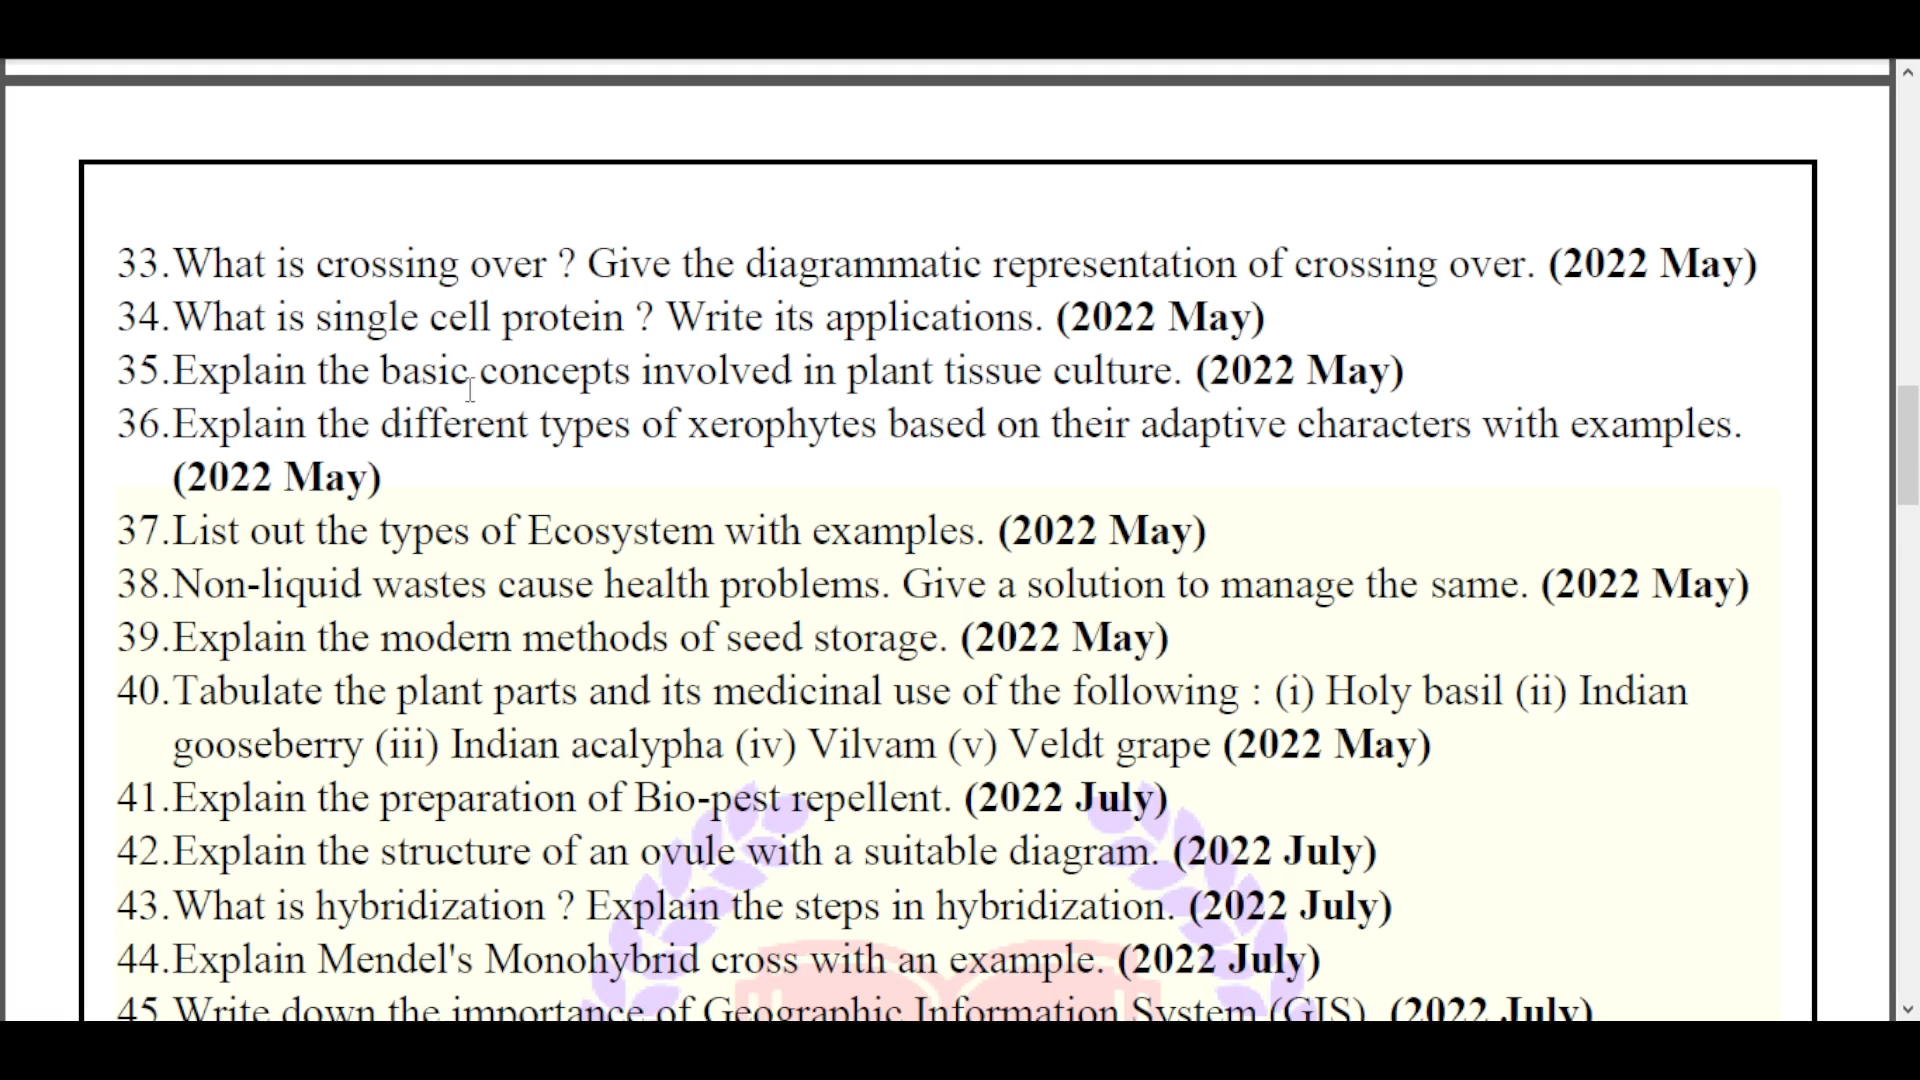 33.What is crossing over ? Give the diagrammatic representation of crossing over. (2022 May)
34.What is single cell protein ? Write its applications. (2022 May)
35.Explain the basic concepts involved in plant tissue culture. (2022 May)
36.Explain the different types of xerophytes based on their adaptive characters with examples.
(2022 May)
37.List out the types of Ecosystem with examples. (2022 May)
38.Non-liquid wastes cause health problems. Give a solution to manage the same. (2022 May)
39.Explain the modern methods of seed storage. (2022 May)
40.Tabulate the plant parts and its medicinal use of the following : (i) Holy basil (ii) Indian
gooseberry (iii) Indian acalypha (iv) Vilvam (v) Veldt grape (2022 May)
41.Explain the preparation of Bio-pest repellent. (2022 July)
42.Explain the structure of an ovule with a suitable diagram. (2022 July)
43.What is hybridization ? Explain the steps in hybridization. (2022 July)
44.Explain Mendel's Monohybrid cross with an example. (2022 July)
45.Write down the importance of Geographic Information System (GIS). (2022 July)